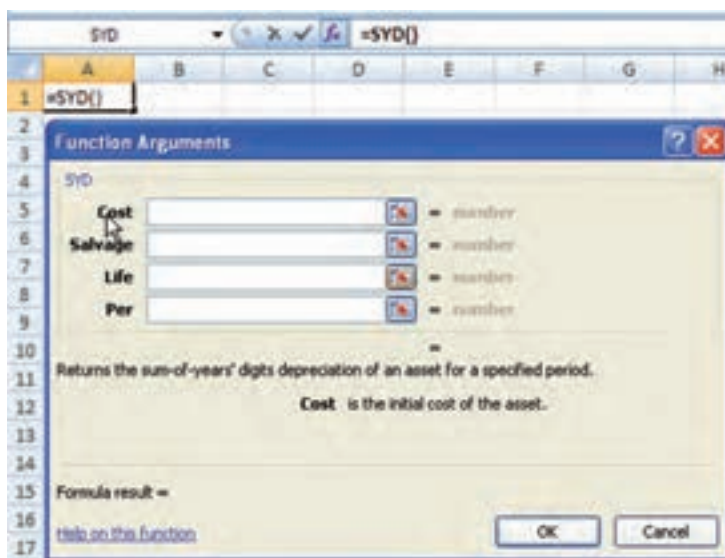 SYD =SYD()
A B C D E F G H
1 =SYD()
2
Function Arguments
3
4 SYD
5 Cost = number
6 Salvage = number
7 Life = number
8
Per = number
9
10 =
11 Returns the sum-of-years' digits depreciation of an asset for a specified period.
12 Cost is the initial cost of the asset.
13
14
15 Formula result =
16 Help on this function OK Cancel
17